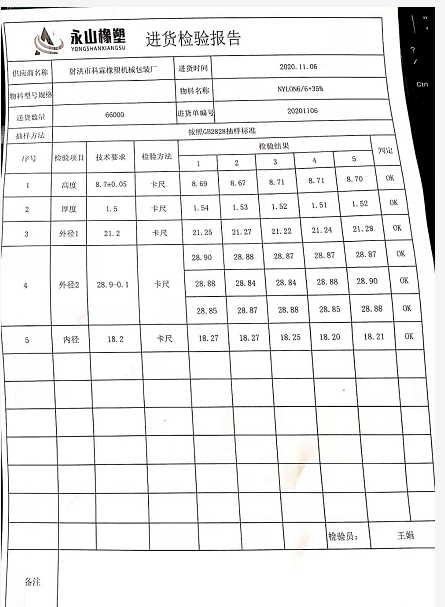 永山橡塑 进货检验报告
YONGSHANXIANGSU
供应商名称 射洪市科霖橡塑机械包装厂 进货时间 2020.11.06
物料型号规格 物料名称 NYLON6/6+35%
送货数量 66000 进货单编号 20201106
抽样方法 按照GB2828抽样标准
序号 检验项目 技术要求 检验方法 检验结果 判定
1 2 3 4 5
1 高度 8.7±0.05 卡尺 8.69 8.67 8.71 8.71 8.70 OK
2 厚度 1.5 卡尺 1.54 1.53 1.52 1.51 1.52 OK
3 外径1 21.2 卡尺 21.25 21.27 21.22 21.24 21.28 OK
4 外径2 28.9-0.1 卡尺 28.90 28.88 28.87 28.87 28.87 OK
28.88 28.84 28.84 28.88 28.90 OK
28.85 28.87 28.88 28.85 28.88 OK
5 内径 18.2 卡尺 18.27 18.27 18.25 18.20 18.21 OK
检验员: 王娟
备注
Ctrl